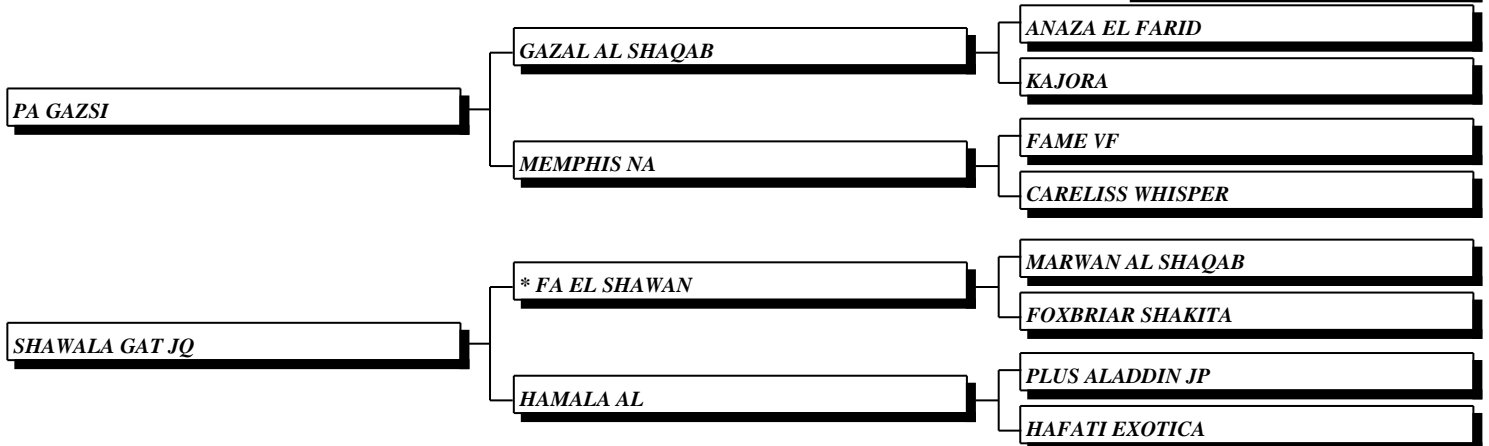 ANAZA EL FARID
GAZAL AL SHAQAB
KAJORA
PA GAZSI
FAME VF
MEMPHIS NA
CARELISS WHISPER
MARWAN AL SHAQAB
* FA EL SHAWAN
FOXBRIAR SHAKITA
SHAWALA GAT JQ
PLUS ALADDIN JP
HAMALA AL
HAFATI EXOTICA